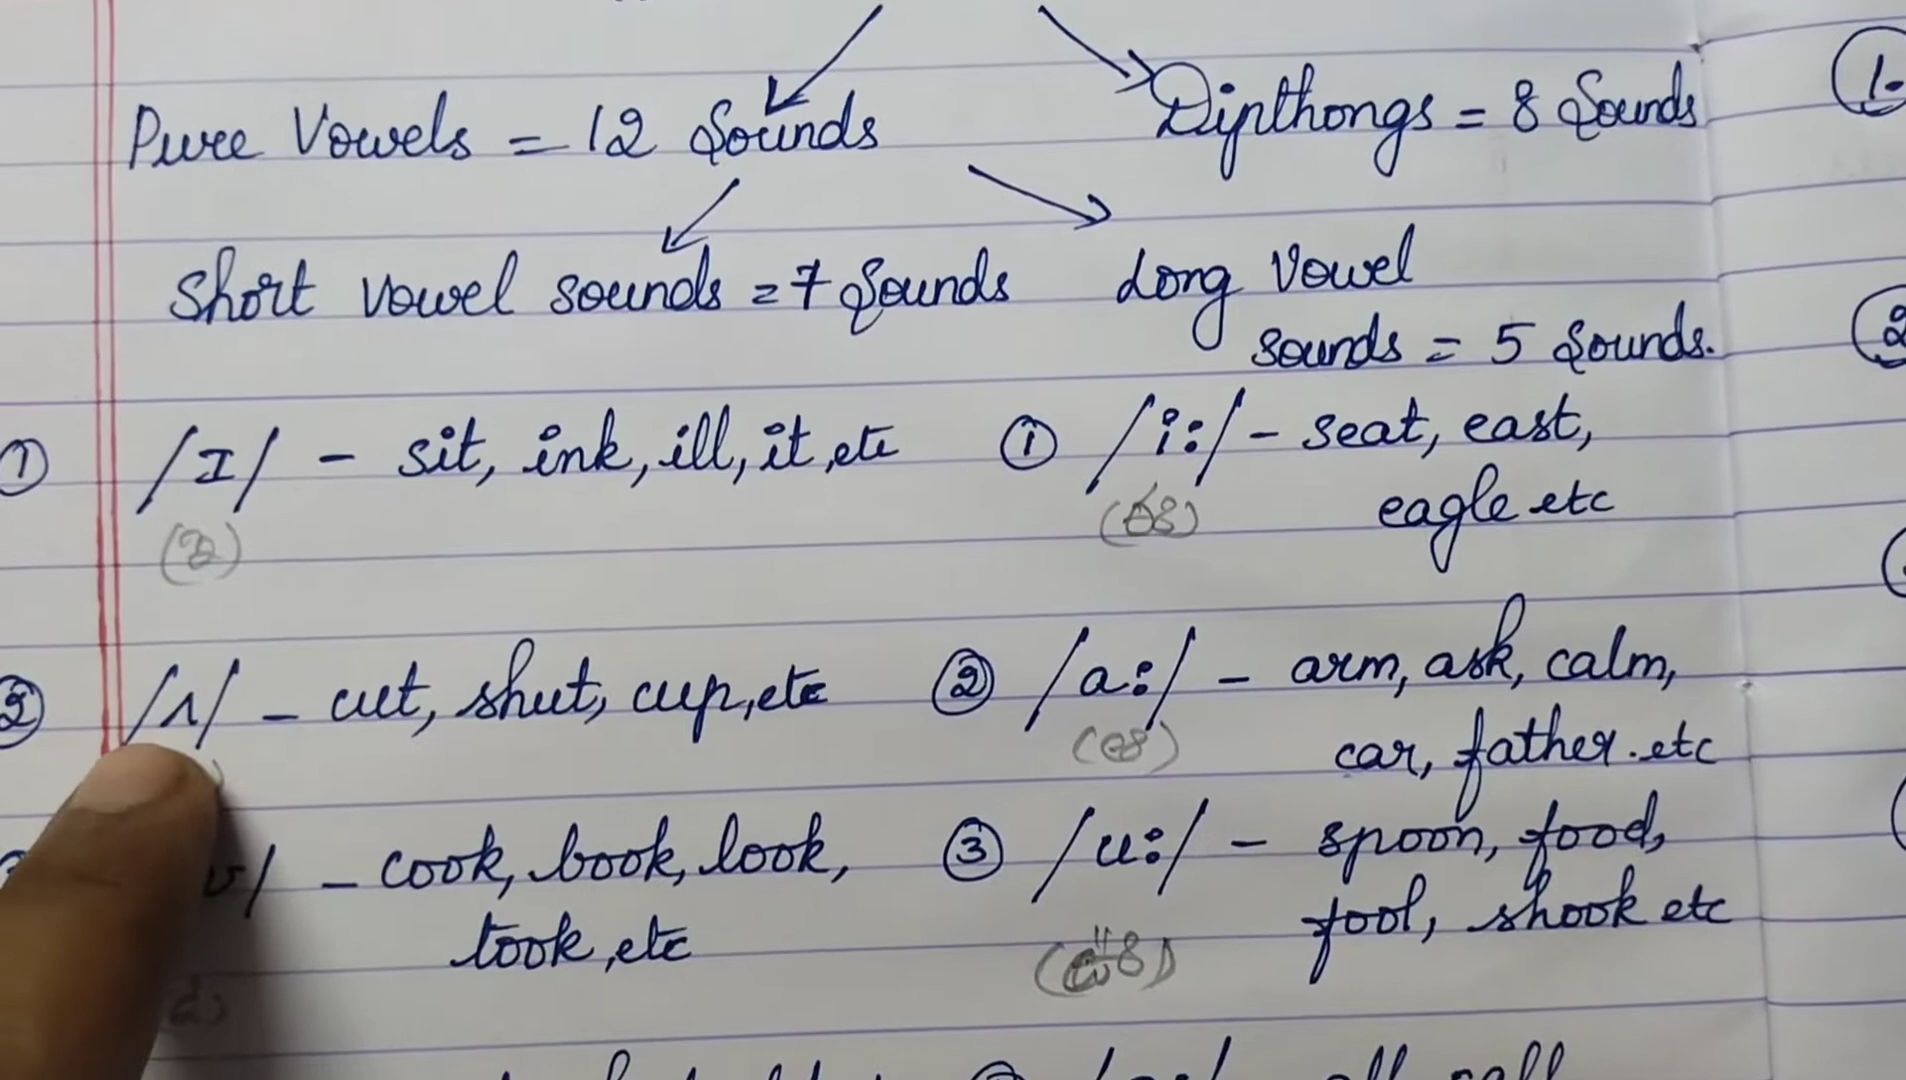 Pure Vowels = 12 Sounds
Dipthongs = 8 Sounds
Short vowel sounds = 7 Sounds
Long Vowel
sounds = 5 Sounds.
① /I/ - sit, ink, ill, it, etc
① /i:/ - seat, east,
eagle etc
② /ʌ/ - cut, shut, cup, etc
② /a:/ - arm, ask, calm,
car, father. etc
- cook, book, look,
took, etc
③ /u:/ - spoon, food,
fool, shook etc
1.
2